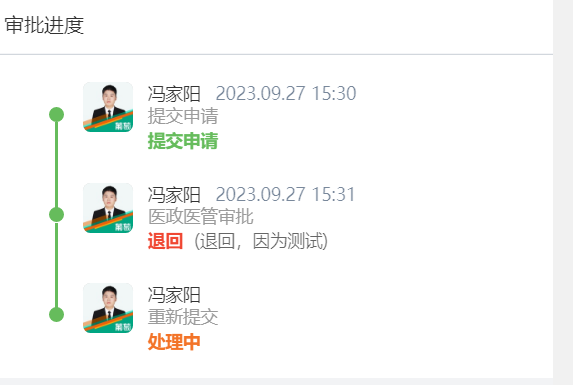 审批进度
冯家阳 2023.09.27 15:30
提交申请
提交申请
冯家阳 2023.09.27 15:31
医政医管审批
退回（退回，因为测试）
冯家阳
重新提交
处理中